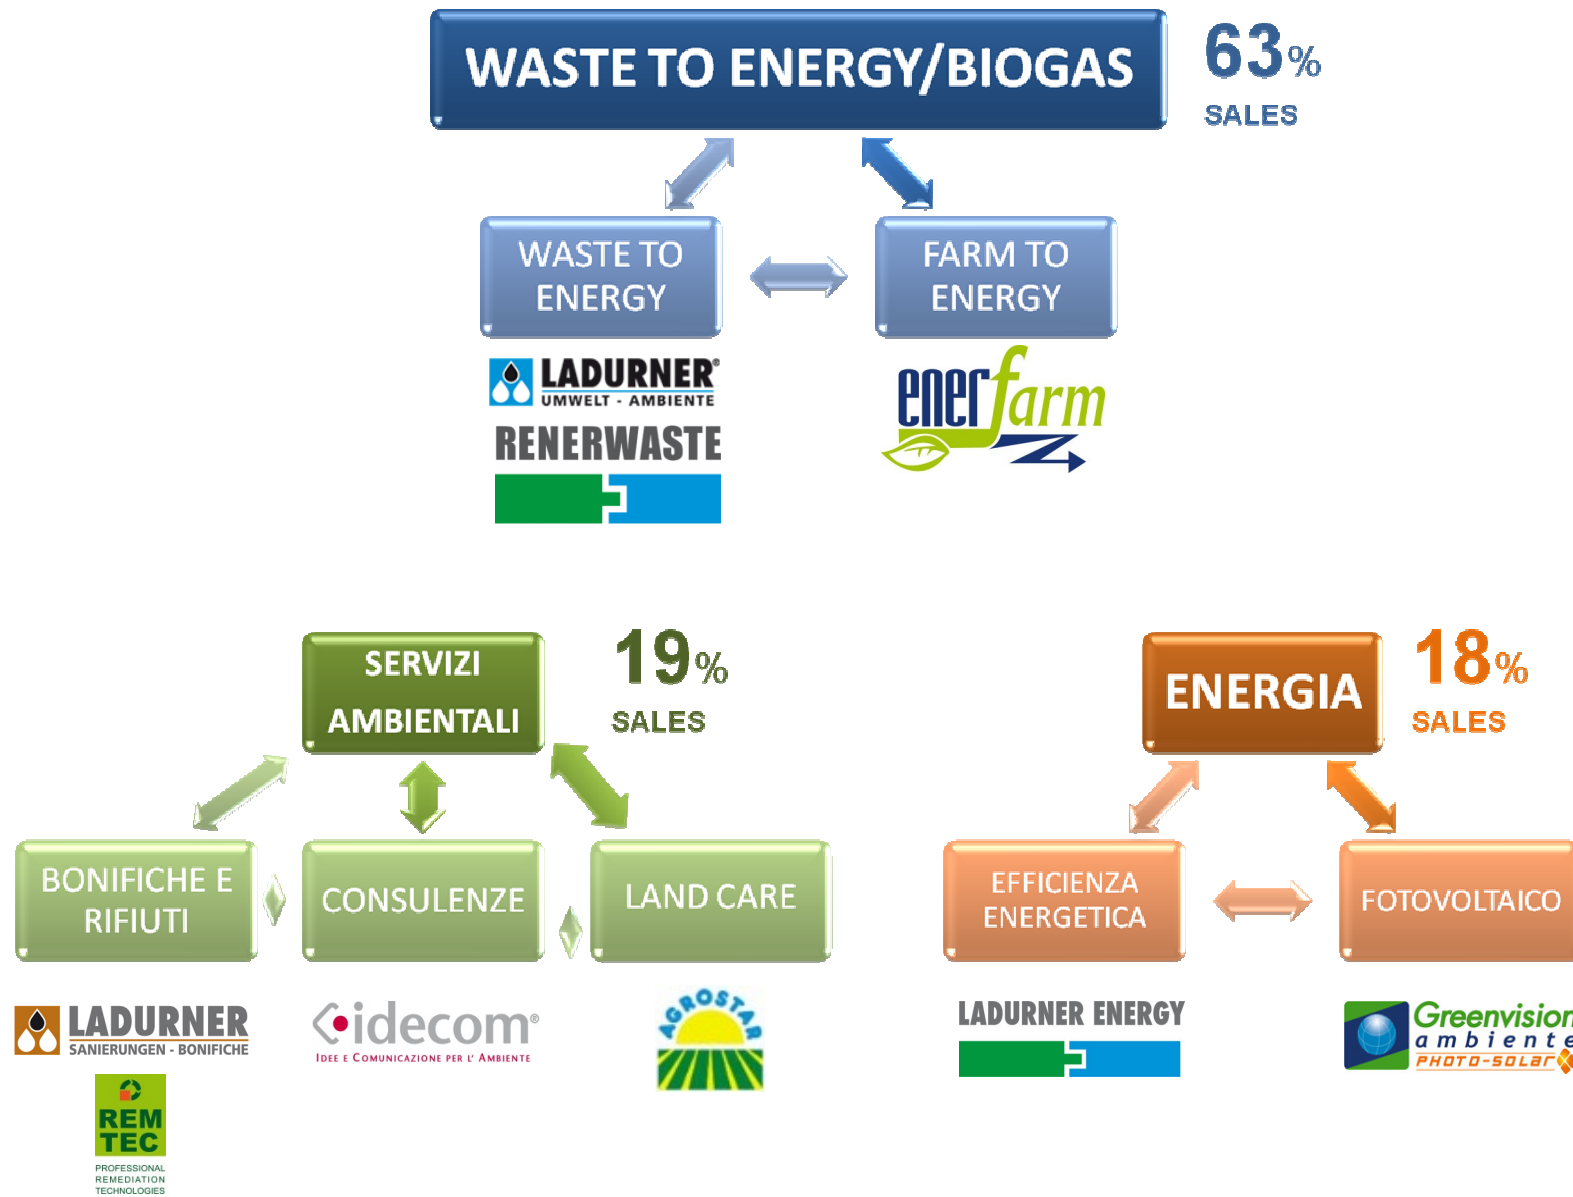 WASTE TO ENERGY/BIOGAS
63%
SALES
WASTE TO
ENERGY
FARM TO
ENERGY
LADURNER®
UMWELT - AMBIENTE
RENERWASTE
enerfarm
SERVIZI
AMBIENTALI
19%
SALES
ENERGIA
18%
SALES
BONIFICHE E
RIFIUTI
CONSULENZE
LAND CARE
EFFICIENZA
ENERGETICA
FOTOVOLTAICO
LADURNER
SANIERUNGEN - BONIFICHE
REM
TEC
PROFESSIONAL
REMEDIATION
TECHNOLOGIES
idecom®
IDEE E COMUNICAZIONE PER L' AMBIENTE
AGROSTAR
LADURNER ENERGY
Greenvision
ambiente
PHOTO-SOLAR